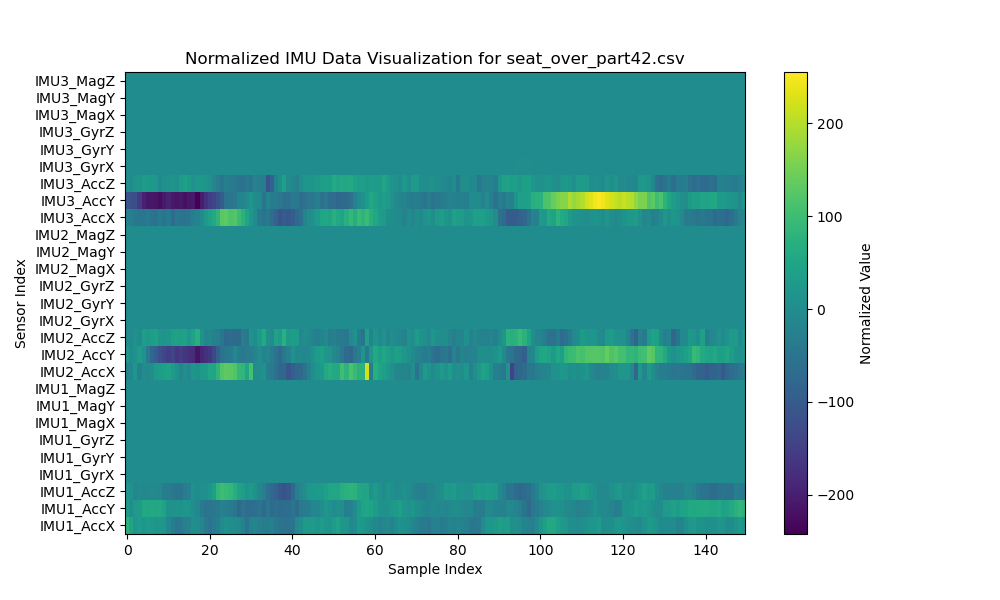 Normalized IMU Data Visualization for seat_over_part42.csv
IMU3_MagZ
IMU3_MagY
IMU3_MagX
IMU3_GyrZ
IMU3_GyrY
IMU3_GyrX
IMU3_AccZ
IMU3_AccY
IMU3_AccX
IMU2_MagZ
IMU2_MagY
IMU2_MagX
IMU2_GyrZ
IMU2_GyrY
IMU2_GyrX
IMU2_AccZ
IMU2_AccY
IMU2_AccX
IMU1_MagZ
IMU1_MagY
IMU1_MagX
IMU1_GyrZ
IMU1_GyrY
IMU1_GyrX
IMU1_AccZ
IMU1_AccY
IMU1_AccX
Sensor Index
0 20 40 60 80 100 120 140
Sample Index
200
100
0
−100
−200
Normalized Value